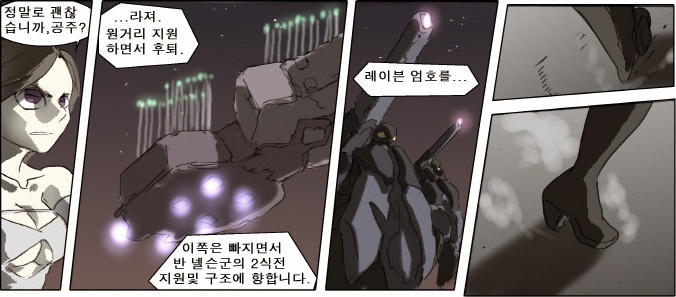 정말로 괜찮
습니까,공주?
...라져.
원거리 지원
하면서 후퇴.
이쪽은 빠지면서
반 넬슨군의 2식전
지원및 구조에 향합니다.
레이븐 엄호를...